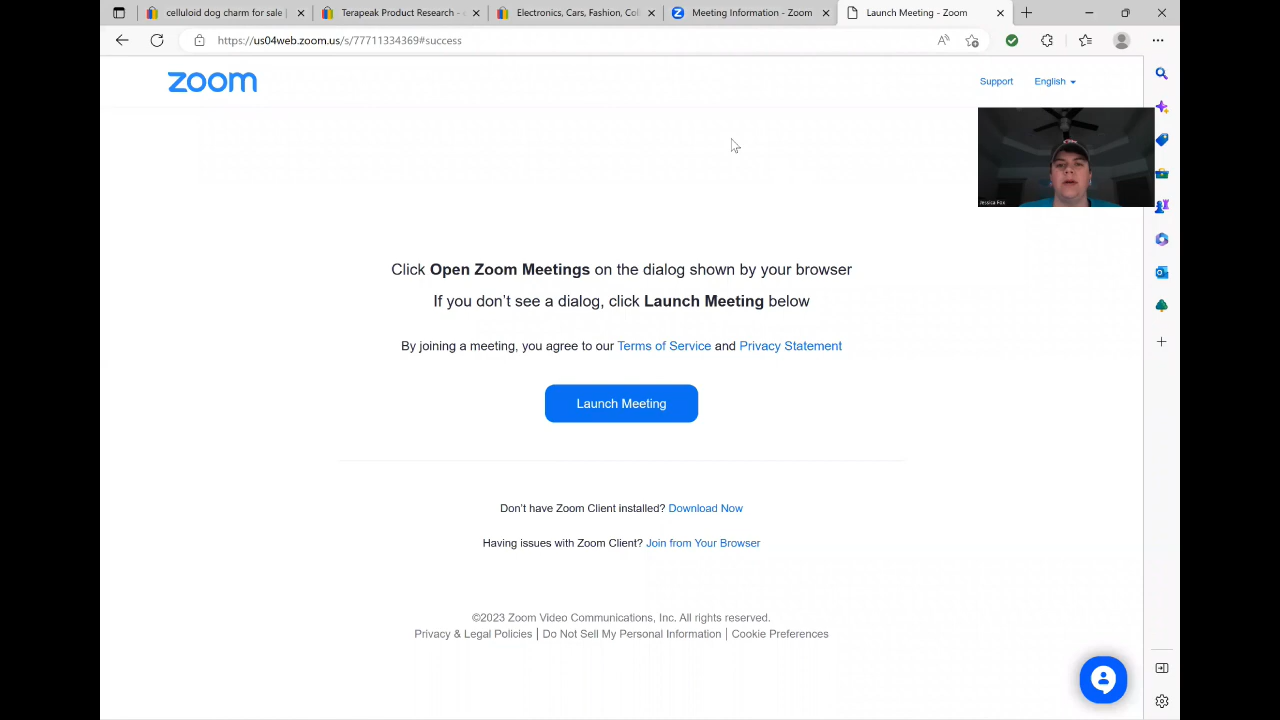 celluloid dog charm for sale |
Terapeak Product Research - e
Electronics, Cars, Fashion, Col
Meeting Information - Zoom
Launch Meeting - Zoom
https://us04web.zoom.us/s/77711334369#success
zoom
Support
English
Jessica Fox
Click Open Zoom Meetings on the dialog shown by your browser
If you don't see a dialog, click Launch Meeting below
By joining a meeting, you agree to our Terms of Service and Privacy Statement
Launch Meeting
Don't have Zoom Client installed? Download Now
Having issues with Zoom Client? Join from Your Browser
©2023 Zoom Video Communications, Inc. All rights reserved.
Privacy & Legal Policies | Do Not Sell My Personal Information | Cookie Preferences